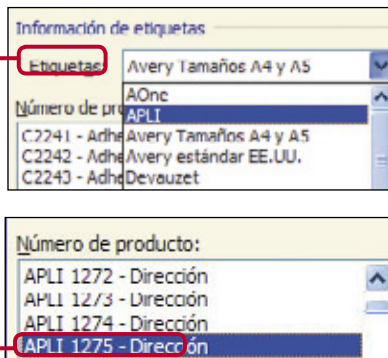 Información de etiquetas
Etiquetas: Avery Tamaños A4 y A5
Número de pro
AOne
APLI
C2241 - Adhe Avery Tamaños A4 y A5
C2242 - Adhe Avery estándar EE.UU.
C2243 - Adhe Devauzet
Número de producto:
APLI 1272 - Dirección
APLI 1273 - Dirección
APLI 1274 - Dirección
APLI 1275 - Dirección